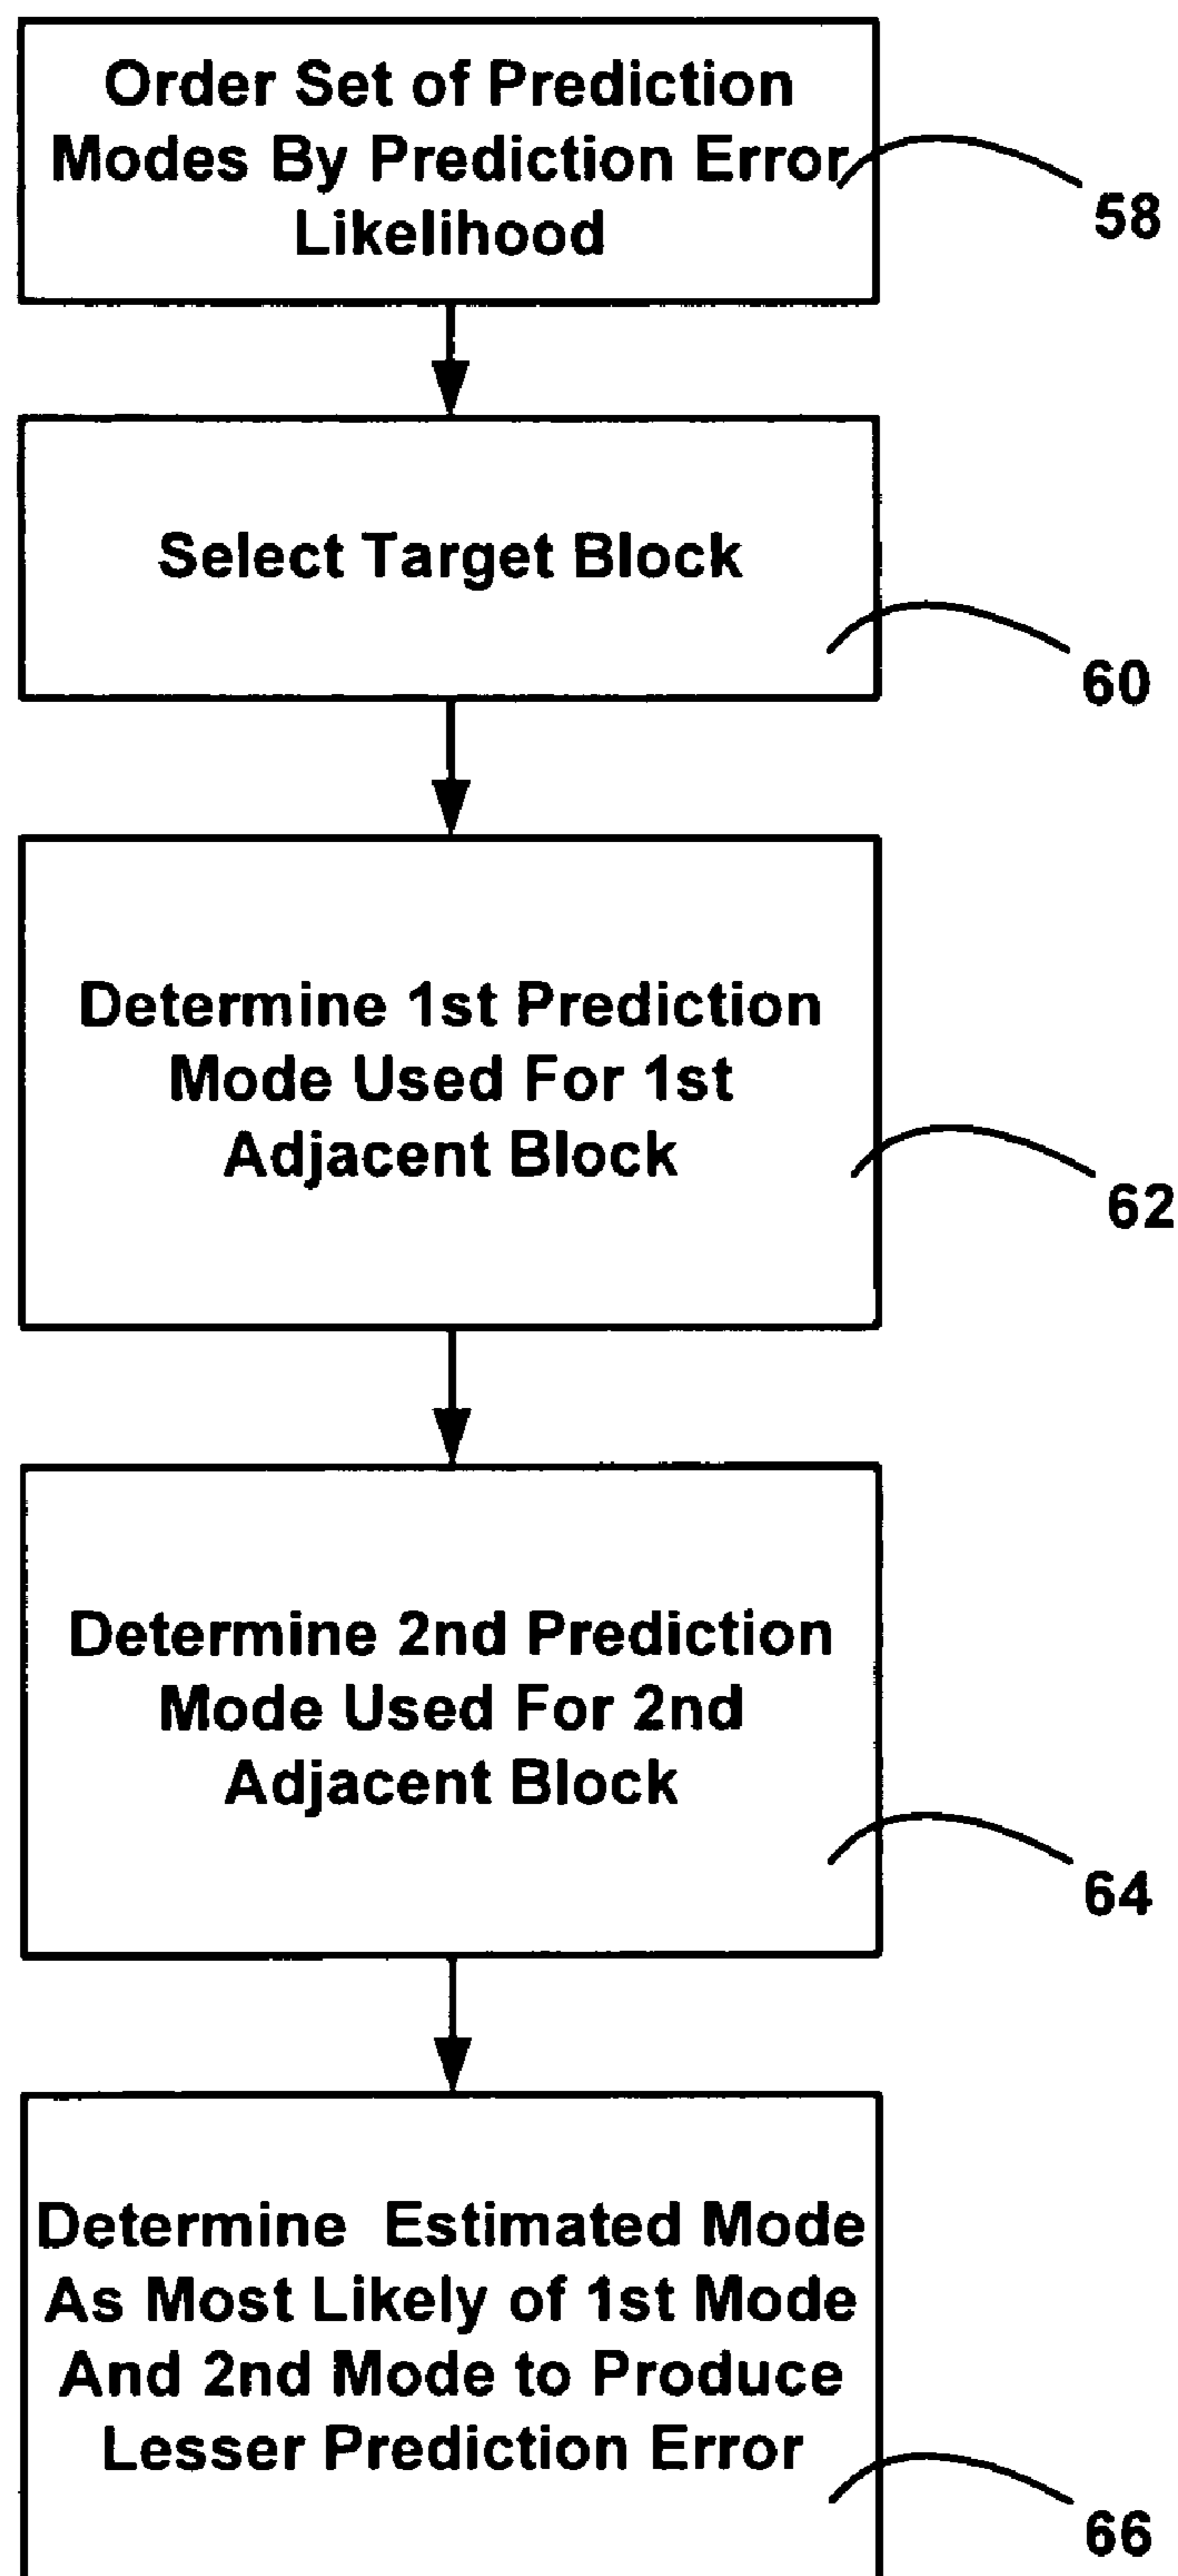 Order Set of Prediction
Modes By Prediction Error
Likelihood
58
Select Target Block
60
Determine 1st Prediction
Mode Used For 1st
Adjacent Block
62
Determine 2nd Prediction
Mode Used For 2nd
Adjacent Block
64
Determine Estimated Mode
As Most Likely of 1st Mode
And 2nd Mode to Produce
Lesser Prediction Error
66